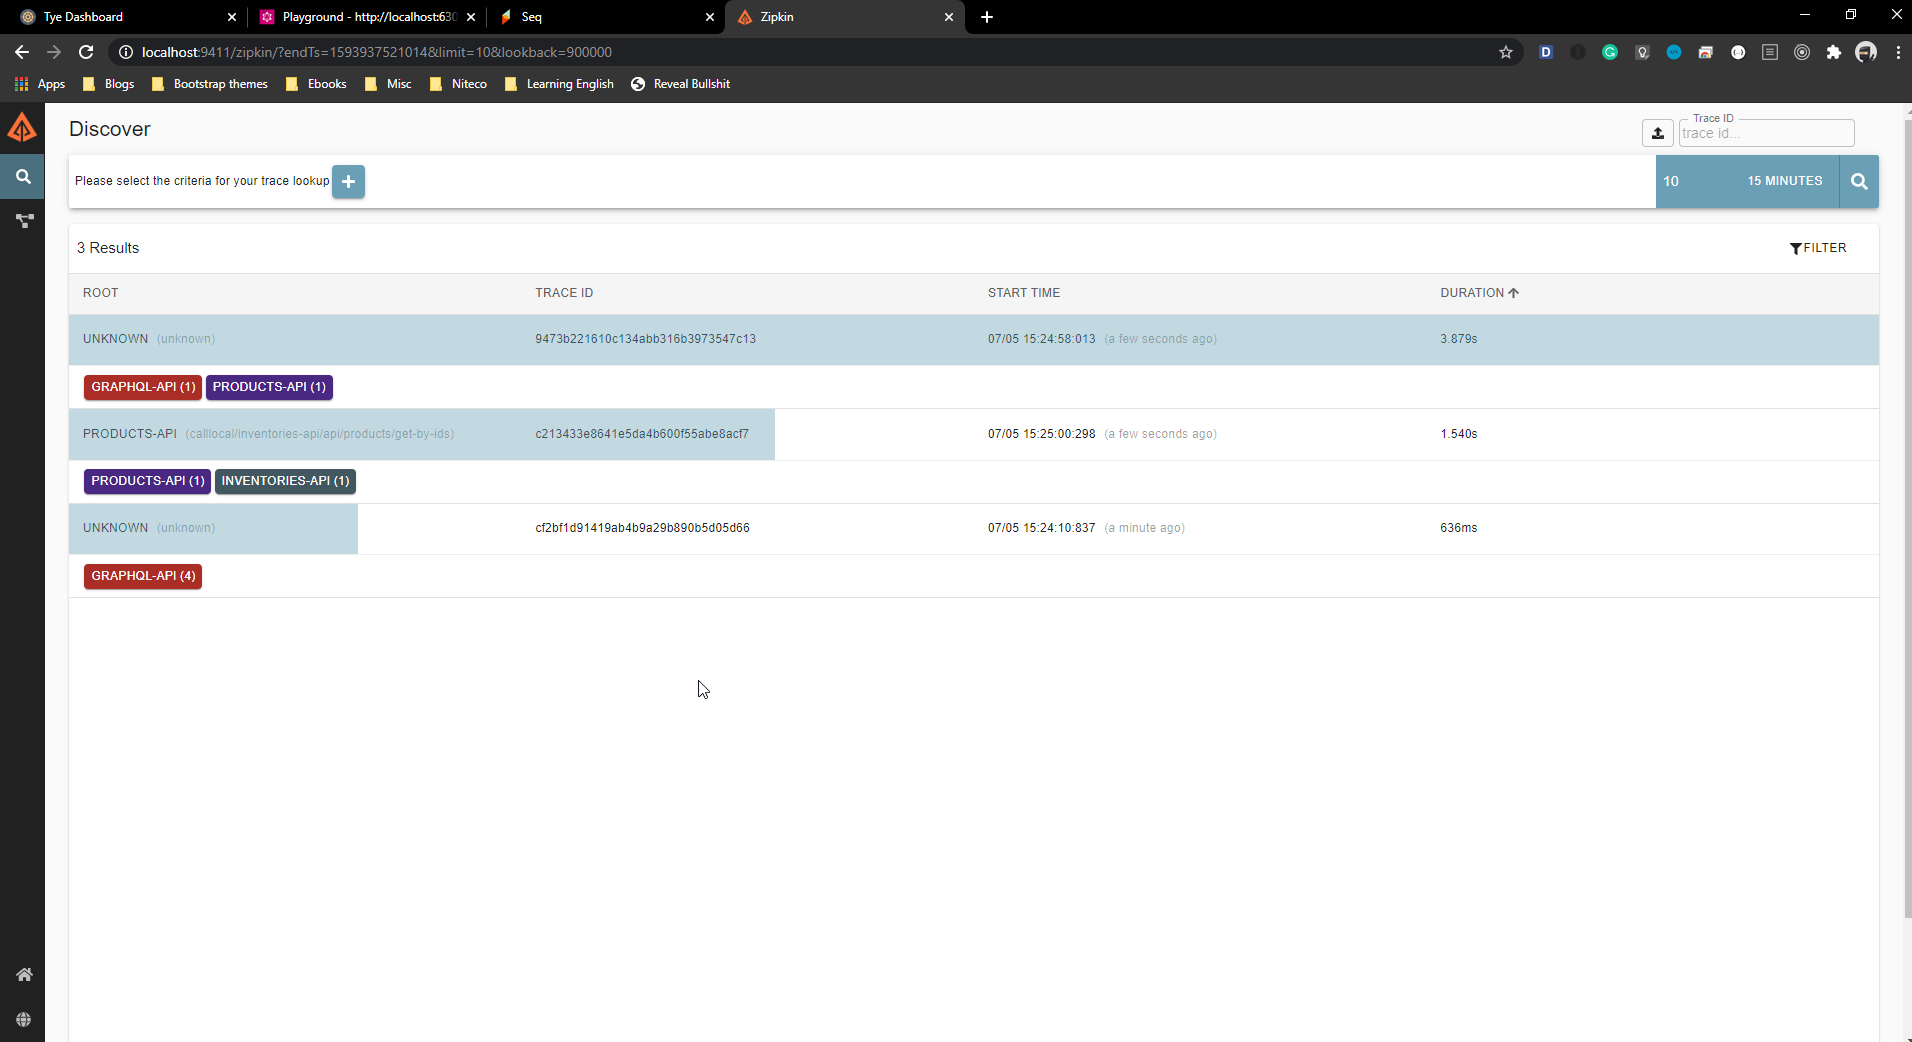 Tye Dashboard
Playground - http://localhost:630
Seq
Zipkin
localhost:9411/zipkin/?endTs=1593937521014&limit=10&lookback=900000
Apps Blogs Bootstrap themes Ebooks Misc Niteco Learning English Reveal Bullshit
Discover
Trace ID
trace id...
Please select the criteria for your trace lookup
10 15 MINUTES
3 Results
FILTER
ROOT TRACE ID START TIME DURATION
UNKNOWN (unknown) 9473b221610c134abb316b3973547c13 07/05 15:24:58:013 (a few seconds ago) 3.879s
GRAPHQL-API (1) PRODUCTS-API (1)
PRODUCTS-API (calllocal/inventories-api/api/products/get-by-ids) c213433e8641e5da4b600f55abe8acf7 07/05 15:25:00:298 (a few seconds ago) 1.540s
PRODUCTS-API (1) INVENTORIES-API (1)
UNKNOWN (unknown) cf2bf1d91419ab4b9a29b890b5d05d66 07/05 15:24:10:837 (a minute ago) 636ms
GRAPHQL-API (4)